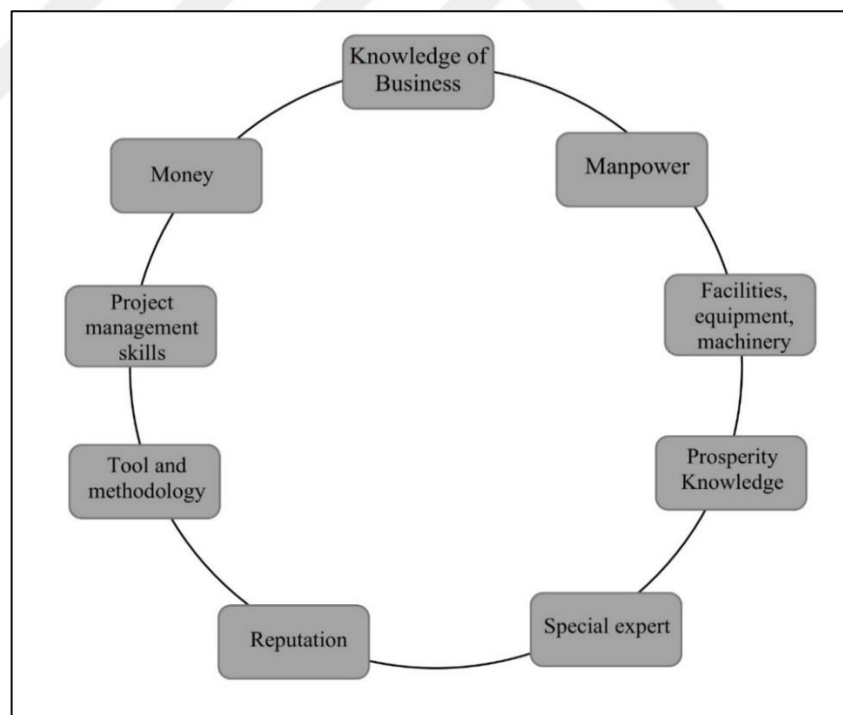 Knowledge of
Business
Manpower
Facilities,
equipment,
machinery
Prosperity
Knowledge
Special expert
Reputation
Tool and
methodology
Project
management
skills
Money